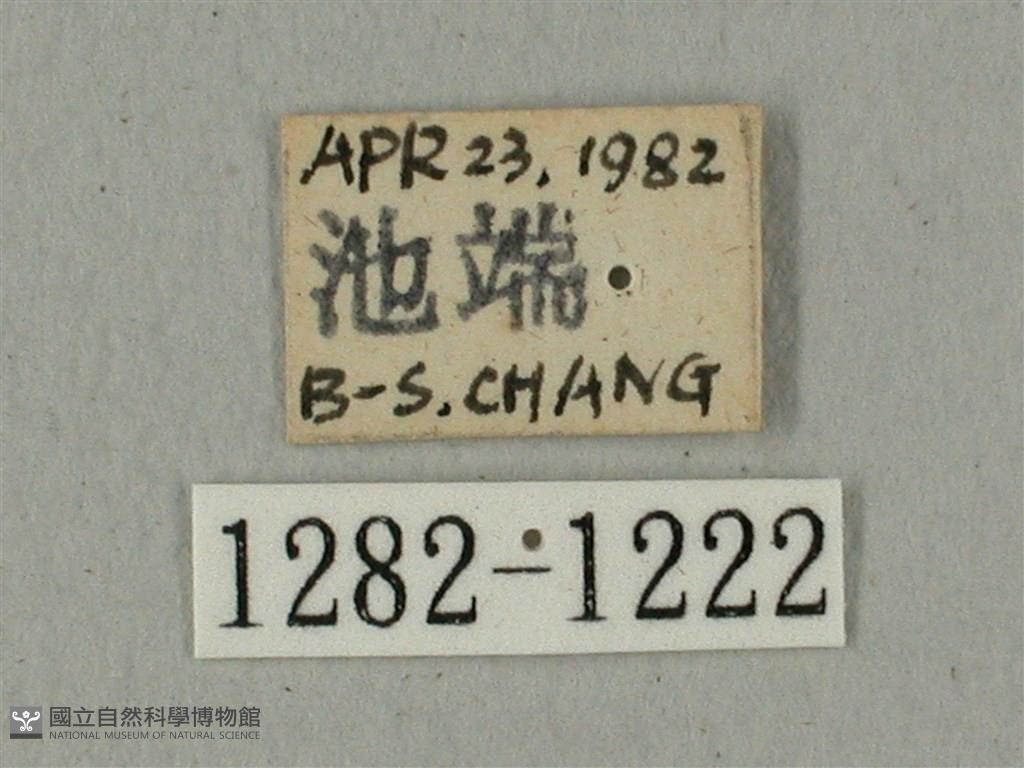 APR 23, 1982
池端
B-S. CHANG
1282-1222
國立自然科學博物館
NATIONAL MUSEUM OF NATURAL SCIENCE